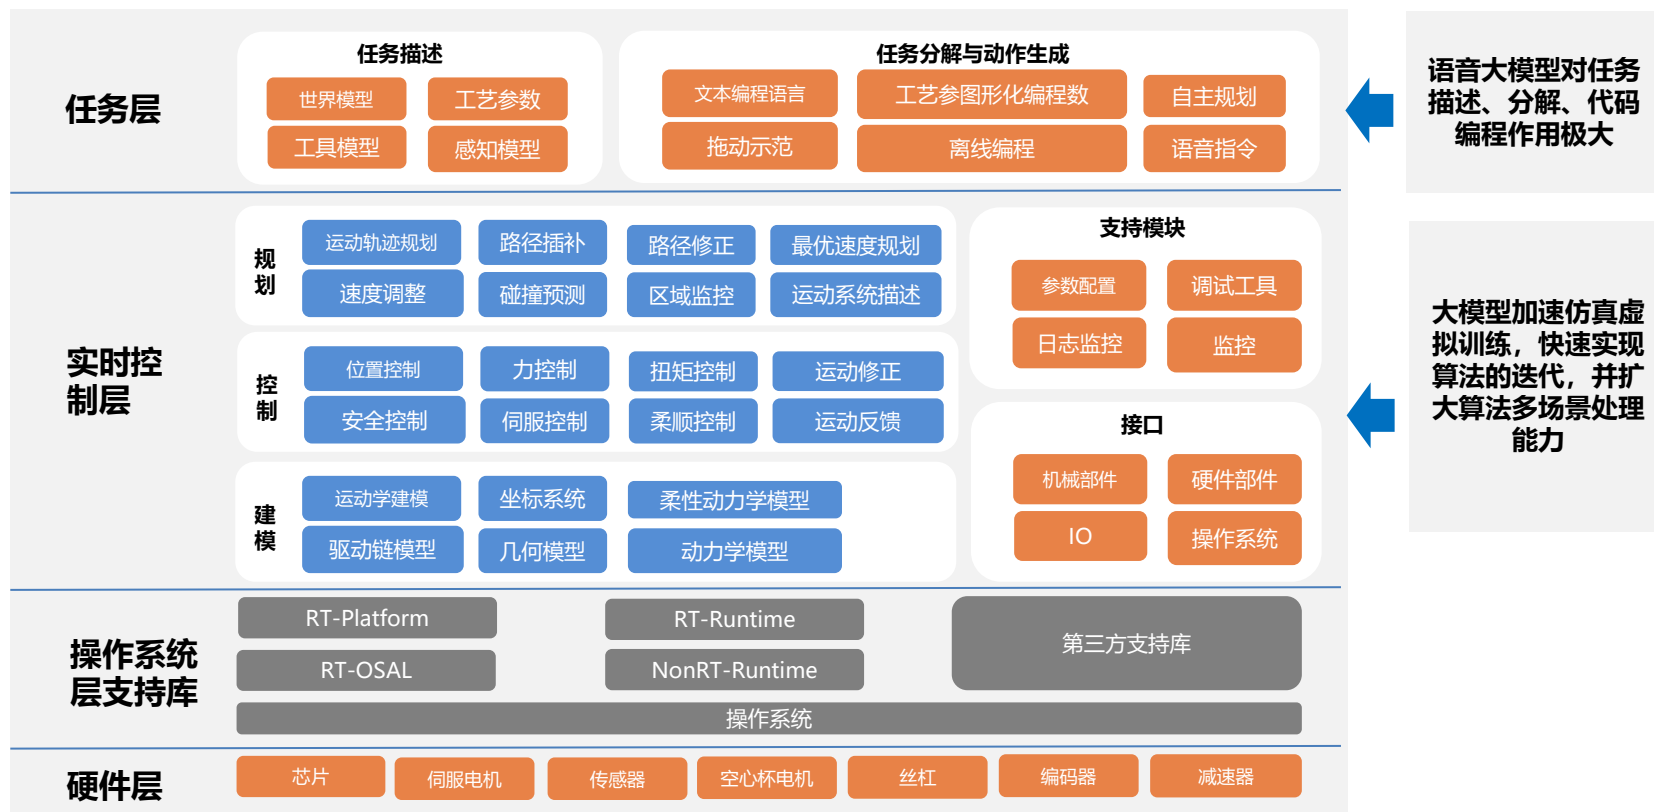 任务层
任务描述
世界模型
工艺参数
工具模型
感知模型
任务分解与动作生成
文本编程语言
工艺参图形化编程数
自主规划
拖动示范
离线编程
语音指令
语音大模型对任务
描述、分解、代码
编程作用极大
实时控
制层
规
划
运动轨迹规划
路径插补
路径修正
最优速度规划
速度调整
碰撞预测
区域监控
运动系统描述
控
制
位置控制
力控制
扭矩控制
运动修正
安全控制
伺服控制
柔顺控制
运动反馈
建
模
运动学建模
坐标系统
柔性动力学模型
驱动链模型
几何模型
动力学模型
支持模块
参数配置
调试工具
日志监控
监控
接口
机械部件
硬件部件
IO
操作系统
大模型加速仿真虚
拟训练，快速实现
算法的迭代，并扩
大算法多场景处理
能力
操作系统
层支持库
RT-Platform
RT-Runtime
第三方支持库
RT-OSAL
NonRT-Runtime
操作系统
硬件层
芯片
伺服电机
传感器
空心杯电机
丝杠
编码器
减速器